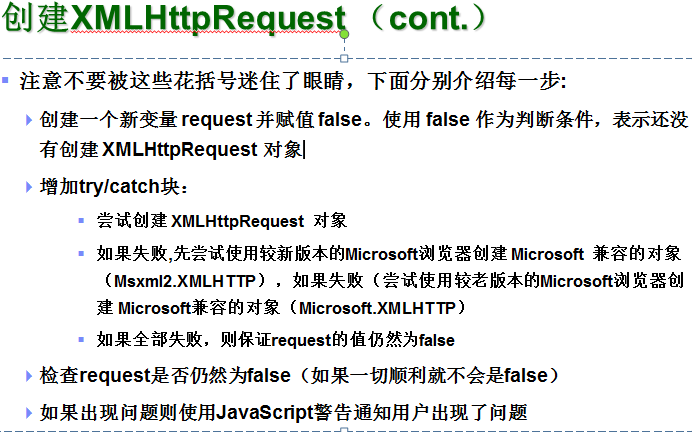 创建XMLHttpRequest （cont.）
注意不要被这些花括号迷住了眼睛，下面分别介绍每一步:
创建一个新变量 request 并赋值 false。使用 false 作为判断条件，表示还没
有创建 XMLHttpRequest 对象
增加try/catch块：
尝试创建 XMLHttpRequest 对象
如果失败,先尝试使用较新版本的Microsoft浏览器创建 Microsoft 兼容的对象
（Msxml2.XMLHTTP），如果失败（尝试使用较老版本的Microsoft浏览器创
建 Microsoft兼容的对象（Microsoft.XMLHTTP）
如果全部失败，则保证request的值仍然为false
检查request是否仍然为false（如果一切顺利就不会是false）
如果出现问题则使用JavaScript警告通知用户出现了问题